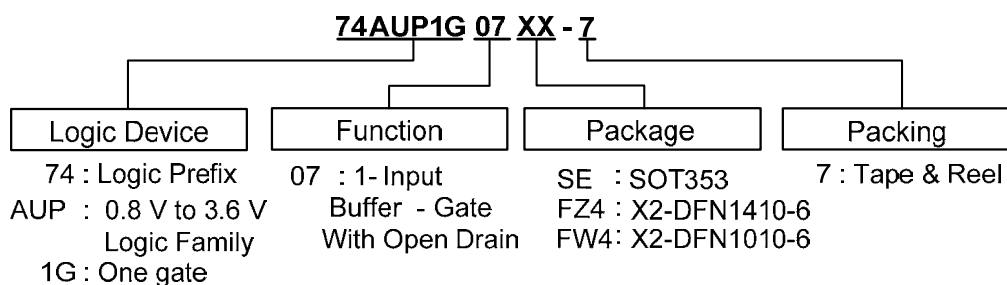 74AUP1G 07 XX - 7
Logic Device
74 : Logic Prefix
AUP : 0.8 V to 3.6 V
Logic Family
1G : One gate
Function
07 : 1- Input
Buffer - Gate
With Open Drain
Package
SE : SOT353
FZ4 : X2-DFN1410-6
FW4: X2-DFN1010-6
Packing
7 : Tape & Reel